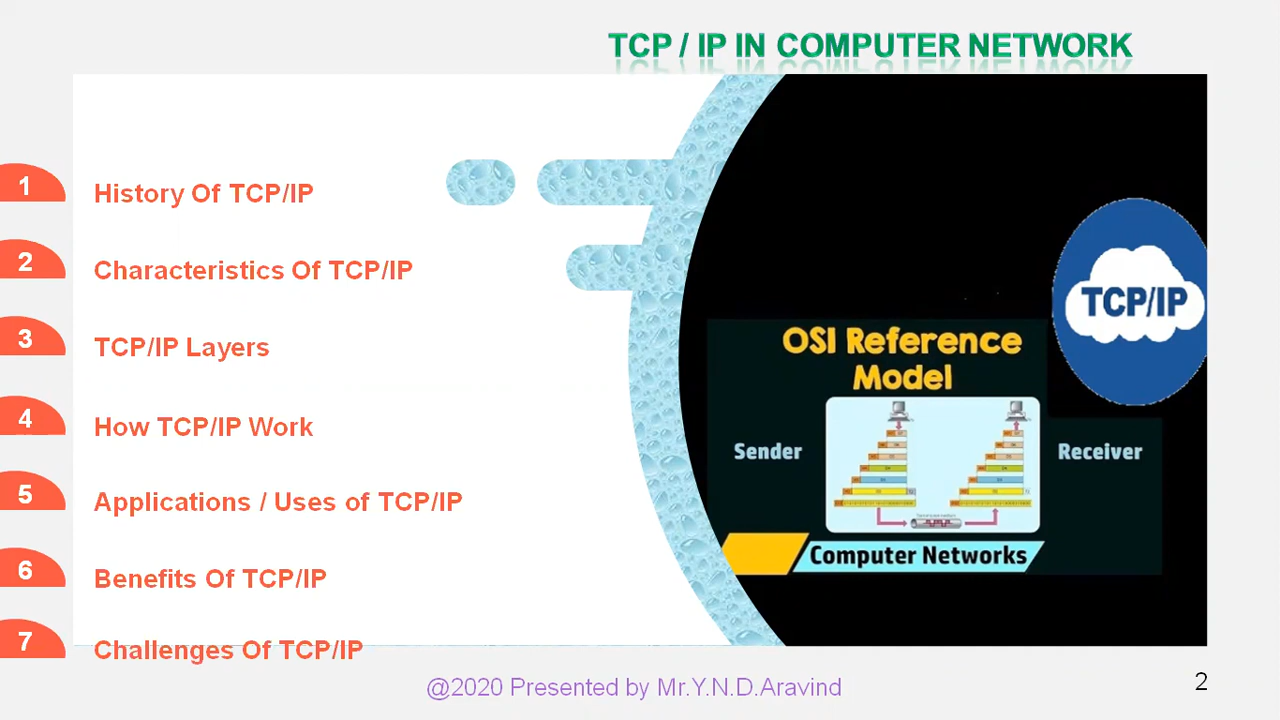 TCP / IP IN COMPUTER NETWORK
1 History Of TCP/IP
2 Characteristics Of TCP/IP
3 TCP/IP Layers
4 How TCP/IP Work
5 Applications / Uses of TCP/IP
6 Benefits Of TCP/IP
7 Challenges Of TCP/IP
TCP/IP
OSI Reference
Model
Sender
Receiver
Computer Networks
@2020 Presented by Mr.Y.N.D.Aravind
2